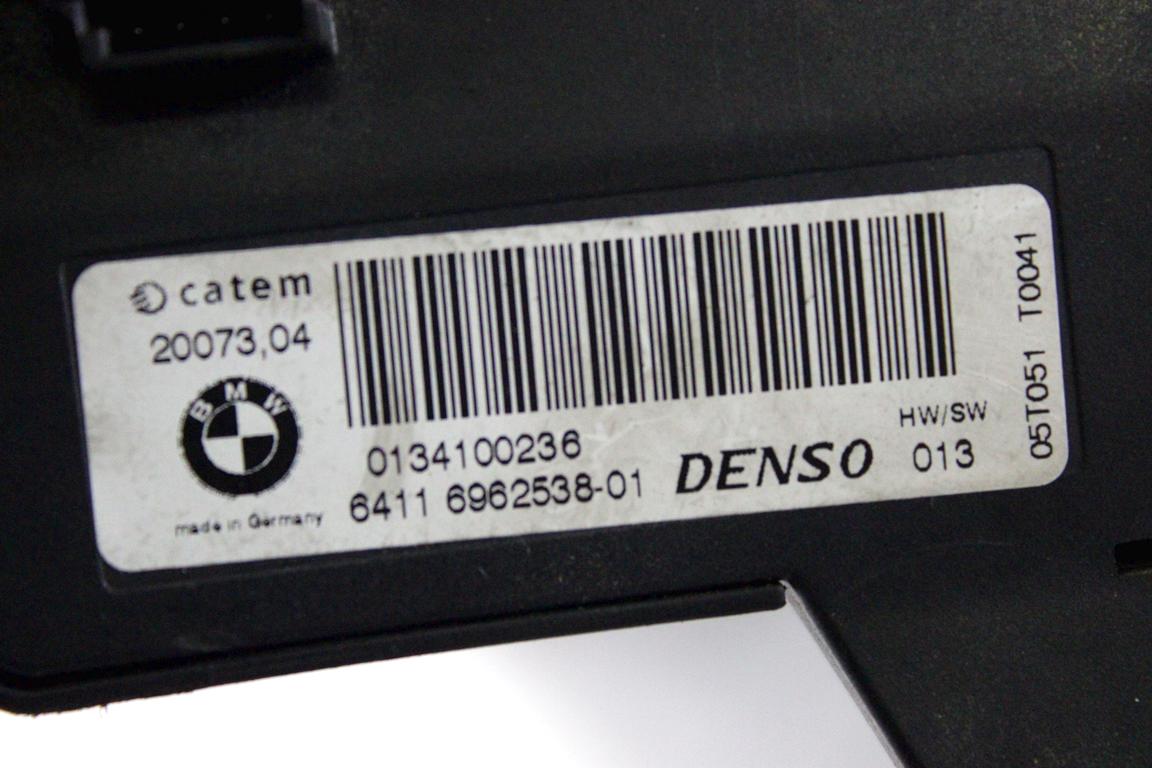 catem
20073,04
BMW
made in Germany
0134100236
6411 6962538-01
DENSO
HW/SW
013
05T051 T0041